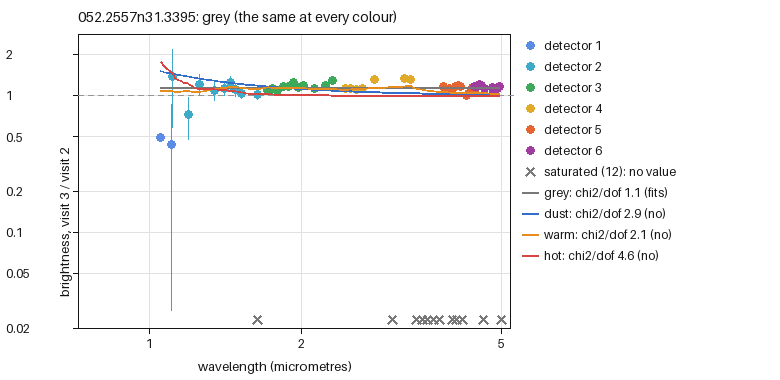 052.2557n31.3395: grey (the same at every colour)
brightness, visit 3 / visit 2
2
1
0.5
0.2
0.1
0.05
0.02
1
2
5
wavelength (micrometres)
detector 1
detector 2
detector 3
detector 4
detector 5
detector 6
saturated (12): no value
grey: chi2/dof 1.1 (fits)
dust: chi2/dof 2.9 (no)
warm: chi2/dof 2.1 (no)
hot: chi2/dof 4.6 (no)